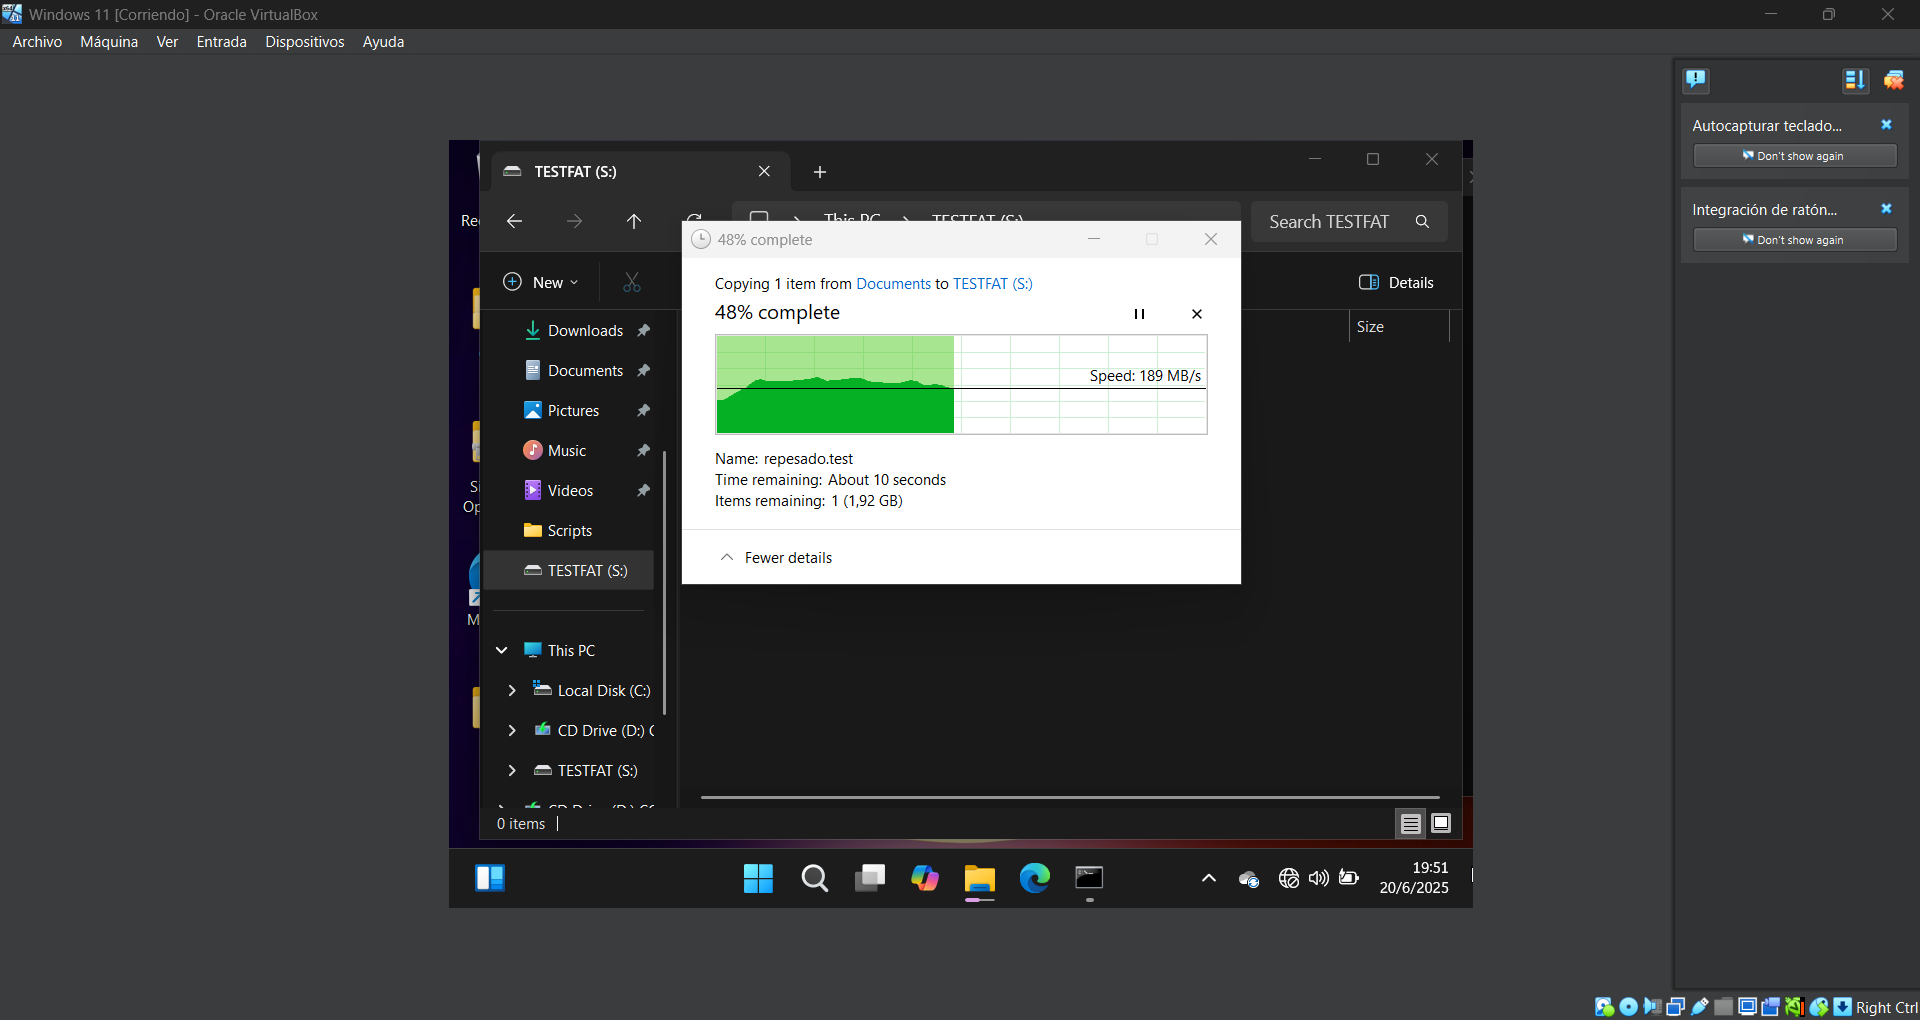 Windows 11 [Corriendo] - Oracle VirtualBox
Archivo Máquina Ver Entrada Dispositivos Ayuda
Autocapturar teclado...
Don't show again
Integración de ratón...
Don't show again
TESTFAT (S:)
This PC TESTFAT (S:)
Search TESTFAT
New
Details
Size
48% complete
Copying 1 item from Documents to TESTFAT (S:)
48% complete
Speed: 189 MB/s
Name: repesado.test
Time remaining: About 10 seconds
Items remaining: 1 (1,92 GB)
Fewer details
Downloads
Documents
Pictures
Music
Videos
Scripts
TESTFAT (S:)
This PC
Local Disk (C:)
CD Drive (D:)
TESTFAT (S:)
CD Drive (D:)
0 items
19:51
20/6/2025
Right Ctrl